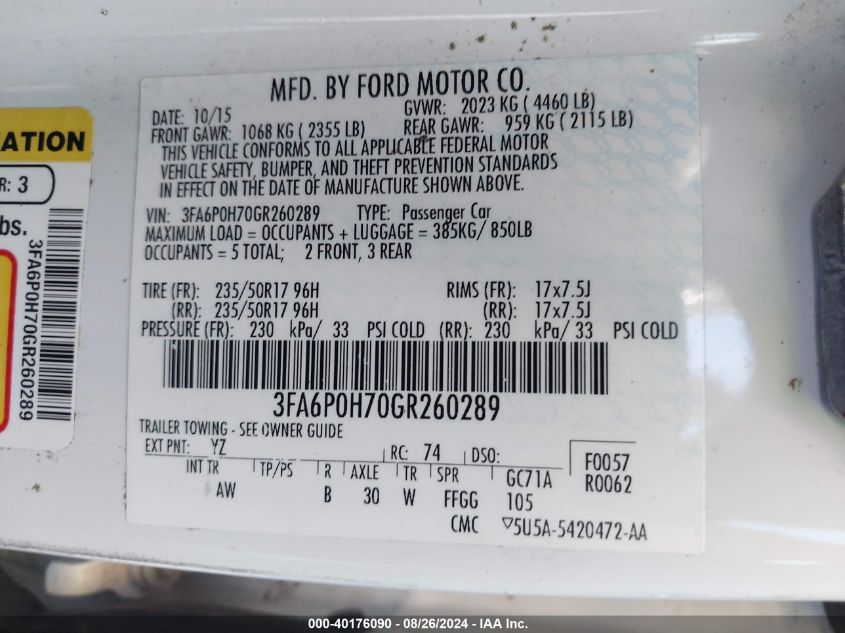 MFD. BY FORD MOTOR CO.
DATE: 10/15 GVWR: 2023 KG ( 4460 LB)
FRONT GAWR: 1068 KG ( 2355 LB) REAR GAWR: 959 KG ( 2115 LB)
THIS VEHICLE CONFORMS TO ALL APPLICABLE FEDERAL MOTOR
VEHICLE SAFETY, BUMPER, AND THEFT PREVENTION STANDARDS
IN EFFECT ON THE DATE OF MANUFACTURE SHOWN ABOVE.
VIN: 3FA6P0H70GR260289 TYPE: Passenger Car
MAXIMUM LOAD = OCCUPANTS + LUGGAGE = 385KG/ 850LB
OCCUPANTS = 5 TOTAL; 2 FRONT, 3 REAR
TIRE (FR): 235/50R17 96H RIMS (FR): 17x7.5J
(RR): 235/50R17 96H (RR): 17x7.5J
PRESSURE (FR): 230 kPa/ 33 PSI COLD (RR): 230 kPa/ 33 PSI COLD
3FA6P0H70GR260289
TRAILER TOWING - SEE OWNER GUIDE
EXT PNT: YZ RC: 74 DSO:
INT TR TP/PS R AXLE TR SPR GC71A
AW B 30 W FFGG 105
F0057
R0062
CMC ▽5U5A-5420472-AA
ATION
R: 3
bs.
3FA6P0H70GR260289
000-40176090 - 08/26/2024 - IAA Inc.